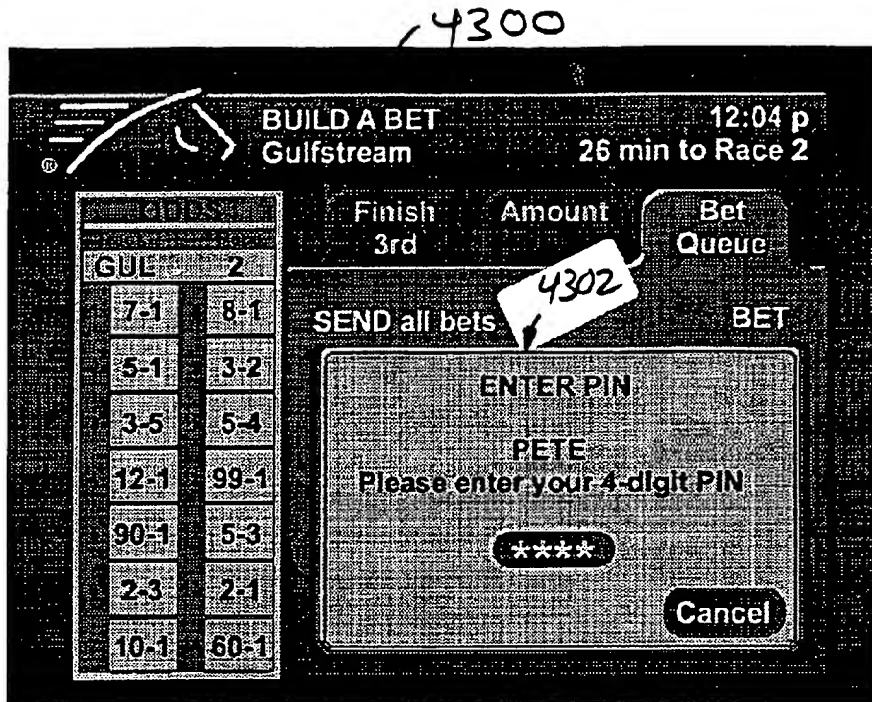 4300
BUILD A BET
Gulfstream
12:04 p
26 min to Race 2
®
ODDS
GUL 2
7-1 8-1
5-1 3-2
3-5 5-4
12-1 99-1
90-1 5-3
2-3 2-1
10-1 60-1
Finish
3rd
Amount
Bet
Queue
4302
SEND all bets
BET
ENTER PIN
PETE
Please enter your 4-digit PIN
****
Cancel